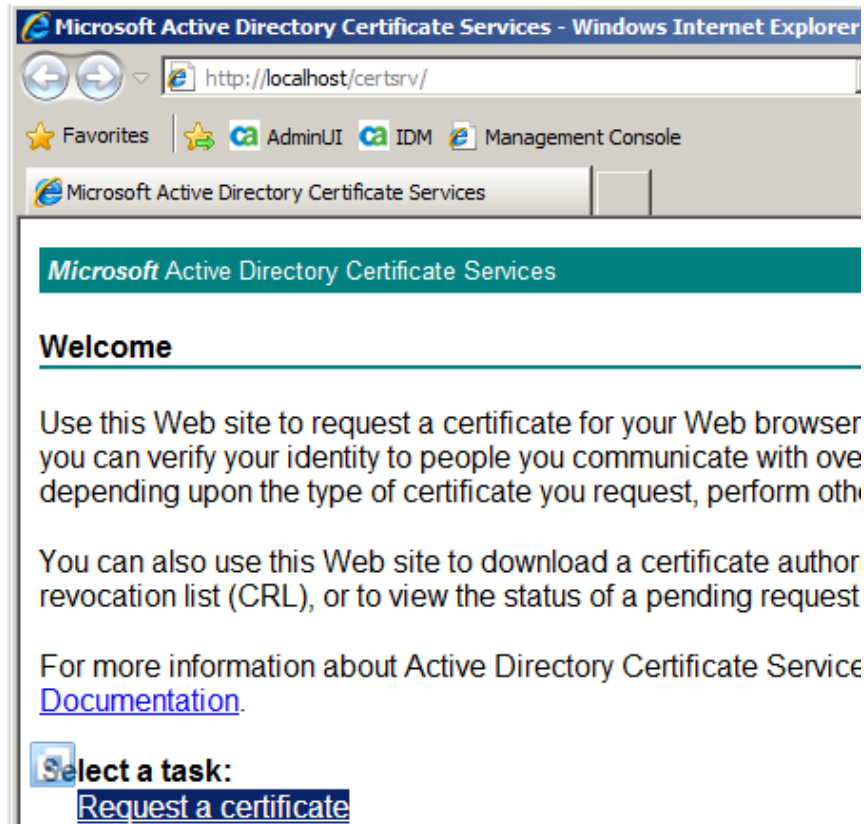 Microsoft Active Directory Certificate Services - Windows Internet Explorer
http://localhost/certsrv/
Favorites ca AdminUI ca IDM Management Console
Microsoft Active Directory Certificate Services
Microsoft Active Directory Certificate Services
Welcome
Use this Web site to request a certificate for your Web browser
you can verify your identity to people you communicate with ove
depending upon the type of certificate you request, perform oth
You can also use this Web site to download a certificate author
revocation list (CRL), or to view the status of a pending request
For more information about Active Directory Certificate Service
Documentation.
Select a task:
Request a certificate